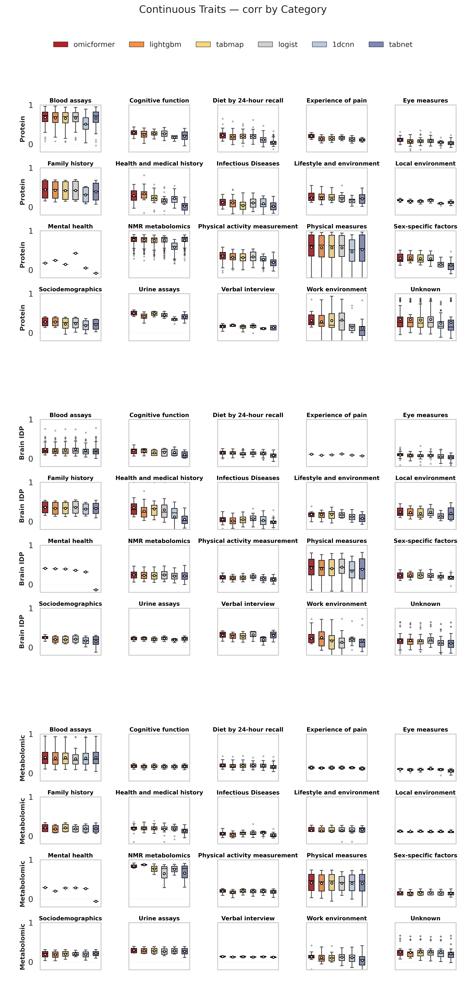 Continuous Traits — corr by Category
omicformer lightgbm tabmap logist 1dcnn tabnet
Blood assays Cognitive function Diet by 24-hour recall Experience of pain Eye measures
1
Protein
0
Family history Health and medical history Infectious Diseases Lifestyle and environment Local environment
1
Protein
0
Mental health NMR metabolomics Physical activity measurement Physical measures Sex-specific factors
1
Protein
0
Sociodemographics Urine assays Verbal interview Work environment Unknown
1
Protein
0
Blood assays Cognitive function Diet by 24-hour recall Experience of pain Eye measures
1
Brain IDP
0
Family history Health and medical history Infectious Diseases Lifestyle and environment Local environment
1
Brain IDP
0
Mental health NMR metabolomics Physical activity measurement Physical measures Sex-specific factors
1
Brain IDP
0
Sociodemographics Urine assays Verbal interview Work environment Unknown
1
Brain IDP
0
Blood assays Cognitive function Diet by 24-hour recall Experience of pain Eye measures
1
Metabolomic
0
Family history Health and medical history Infectious Diseases Lifestyle and environment Local environment
1
Metabolomic
0
Mental health NMR metabolomics Physical activity measurement Physical measures Sex-specific factors
1
Metabolomic
0
Sociodemographics Urine assays Verbal interview Work environment Unknown
1
Metabolomic
0